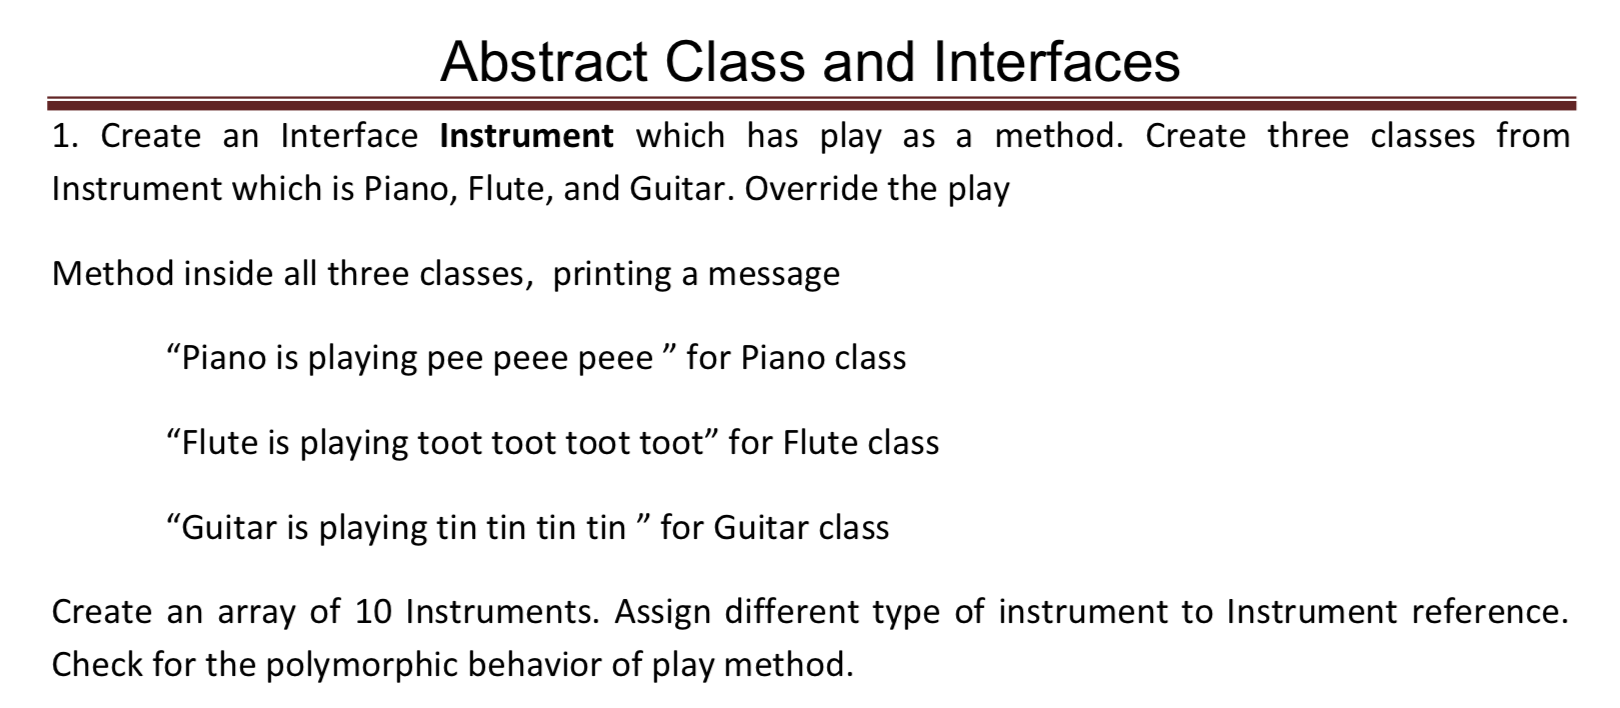 Abstract Class and Interfaces
1. Create an Interface Instrument which has play as a method. Create three classes from
Instrument which is Piano, Flute, and Guitar. Override the play
Method inside all three classes,  printing a message
“Piano is playing pee peee peee ” for Piano class
“Flute is playing toot toot toot toot” for Flute class
“Guitar is playing tin tin tin tin ” for Guitar class
Create an array of 10 Instruments. Assign different type of instrument to Instrument reference.
Check for the polymorphic behavior of play method.